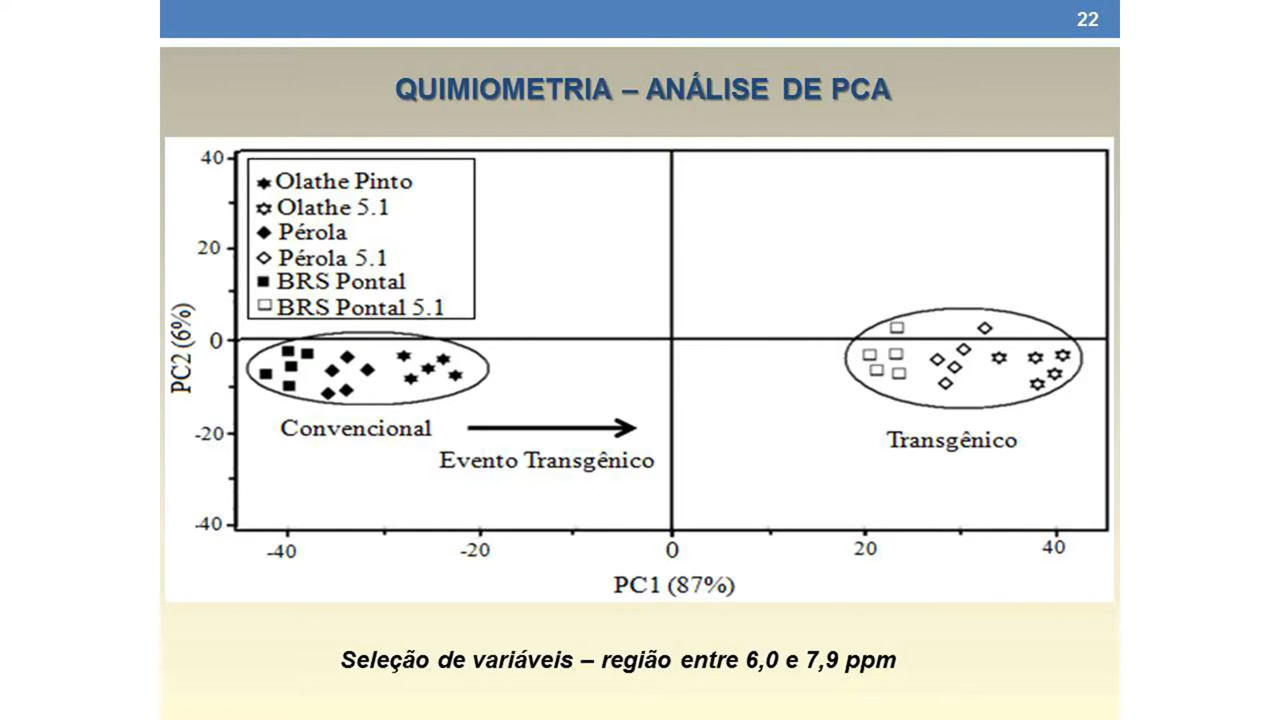 22
QUIMIOMETRIA – ANÁLISE DE PCA
40
20
0
-20
-40
PC2 (6%)
Olathe Pinto
Olathe 5.1
Pérola
Pérola 5.1
BRS Pontal
BRS Pontal 5.1
Convencional
Evento Transgênico
Transgênico
-40
-20
0
20
40
PC1 (87%)
Seleção de variáveis – região entre 6,0 e 7,9 ppm